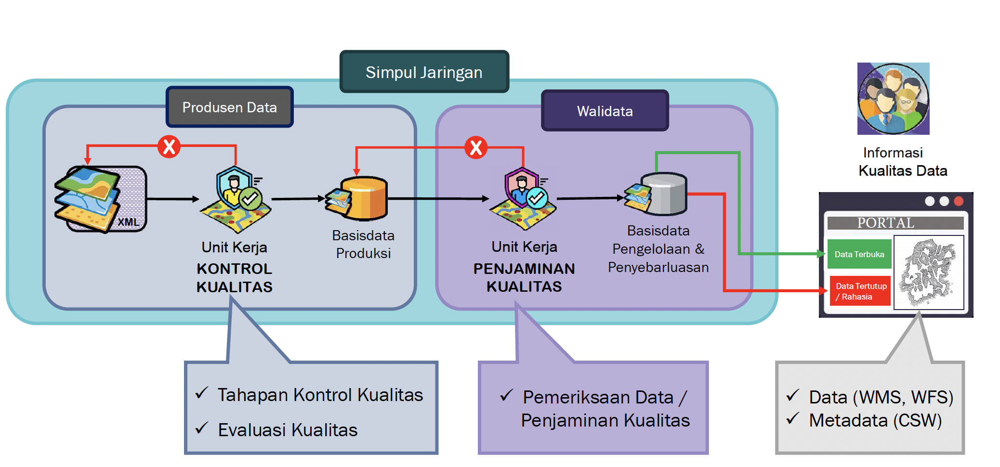 Simpul Jaringan
Produsen Data
Walidata
X
X
XML
Unit Kerja
KONTROL
KUALITAS
Basisdata
Produksi
Unit Kerja
PENJAMINAN
KUALITAS
Basisdata
Pengelolaan &
Penyebarluasan
Informasi
Kualitas Data
PORTAL
Data Terbuka
Data Tertutup
/ Rahasia
✓ Tahapan Kontrol Kualitas
✓ Evaluasi Kualitas
✓ Pemeriksaan Data /
Penjaminan Kualitas
✓ Data (WMS, WFS)
✓ Metadata (CSW)